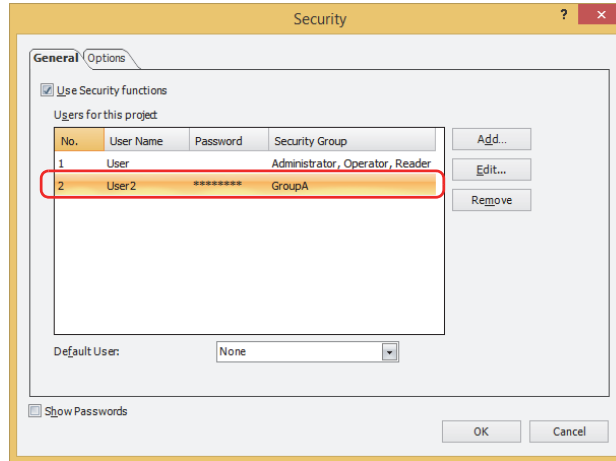 Security
? ×
General Options
Use Security functions
Users for this project
No. User Name Password Security Group
1 User Administrator, Operator, Reader
2 User2 ******** GroupA
Add...
Edit...
Remove
Default User: None
Show Passwords
OK Cancel